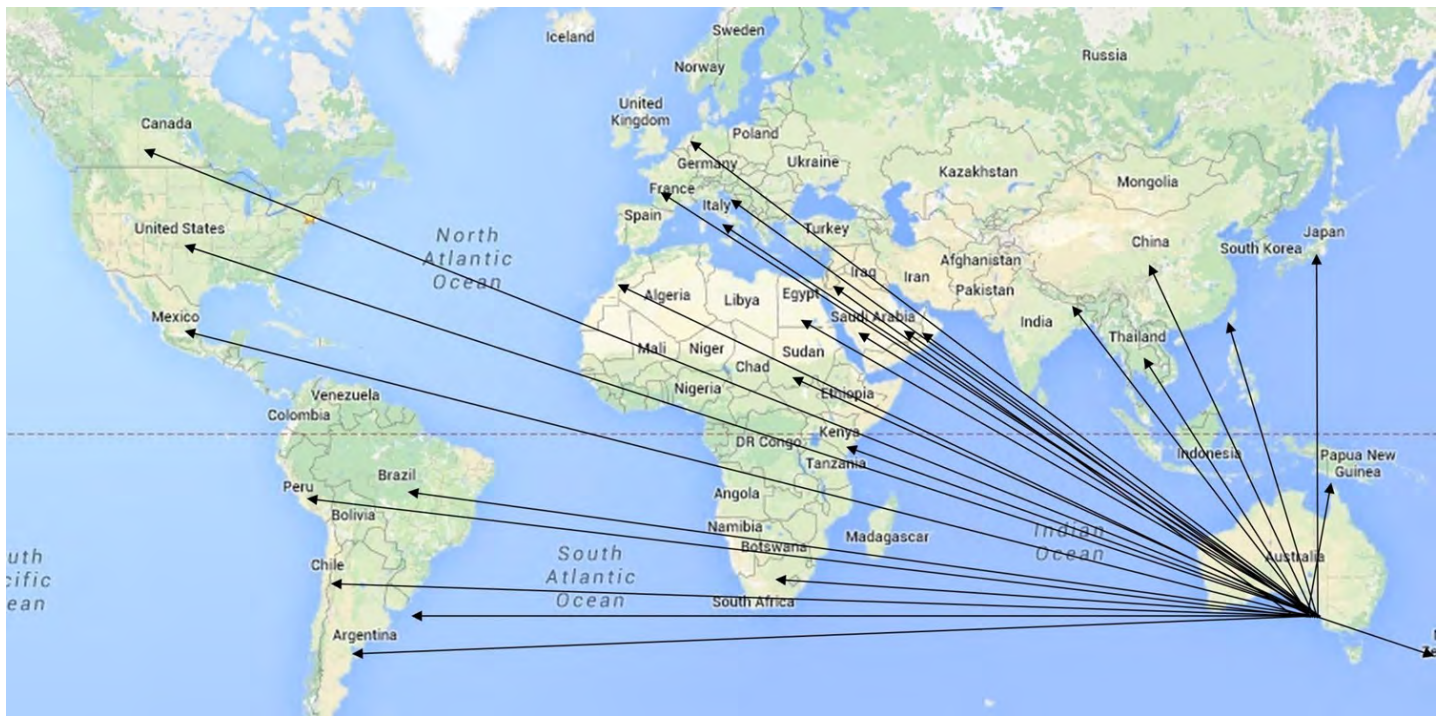 Iceland
Sweden
Norway
Russia
United
Kingdom
Canada
Poland
Germany
Ukraine
Kazakhstan
Mongolia
France
Italy
Spain
United States
Turkey
North
Atlantic
Ocean
China
Japan
South Korea
Afghanistan
Iraq
Iran
Pakistan
Algeria
Libya
Egypt
Saudi Arabia
India
Mexico
Thailand
Mali
Niger
Sudan
Chad
Nigeria
Ethiopia
Venezuela
Colombia
Kenya
DR Congo
Tanzania
Indonesia
Papua New
Guinea
Brazil
Peru
Angola
Bolivia
Namibia
Botswana
Madagascar
Indian
Ocean
Australia
South
Atlantic
Ocean
Chile
South Africa
Argentina
uth
cific
ean